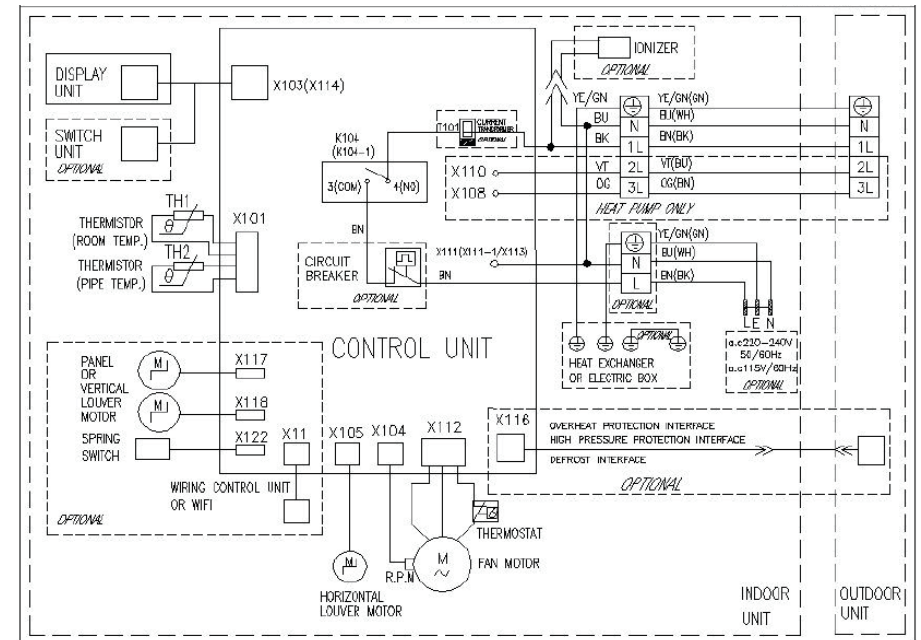 DISPLAY
UNIT
X103(X114)
SWITCH
UNIT
OPTIONAL
IONIZER
OPTIONAL
YE/GN
YE/GN(GN)
BU
N
BU(WH)
N
BK
1L
BN(BK)
1L
T101
CURRENT
TRANSFORMER
OPTIONAL
K104
(K104-1)
3(COM)
4(NO)
X110
VT
2L
VT(BU)
2L
X108
OG
3L
OG(BN)
3L
HEAT PUMP ONLY
TH1
θ
THERMISTOR
(ROOM TEMP.)
X101
TH2
θ
THERMISTOR
(PIPE TEMP.)
BN
CIRCUIT
BREAKER
OPTIONAL
X111(X111-1/X113)
BN
YE/GN(GN)
N
BU(WH)
L
BN(BK)
OPTIONAL
L E N
a.c220-240V
50/60Hz
a.c115V/60Hz
OPTIONAL
OPTIONAL
HEAT EXCHANGER
OR ELECTRIC BOX
CONTROL UNIT
PANEL
OR
VERTICAL
LOUVER
MOTOR
M
X117
M
X118
SPRING
SWITCH
X122
X11
WIRING CONTROL UNIT
OR WIFI
OPTIONAL
X105
X104
X112
X116
OVERHEAT PROTECTION INTERFACE
HIGH PRESSURE PROTECTION INTERFACE
DEFROST INTERFACE
OPTIONAL
THERMOSTAT
M
R.P.M
M
~
FAN MOTOR
HORIZONTAL
LOUVER MOTOR
INDOOR
UNIT
OUTDOOR
UNIT